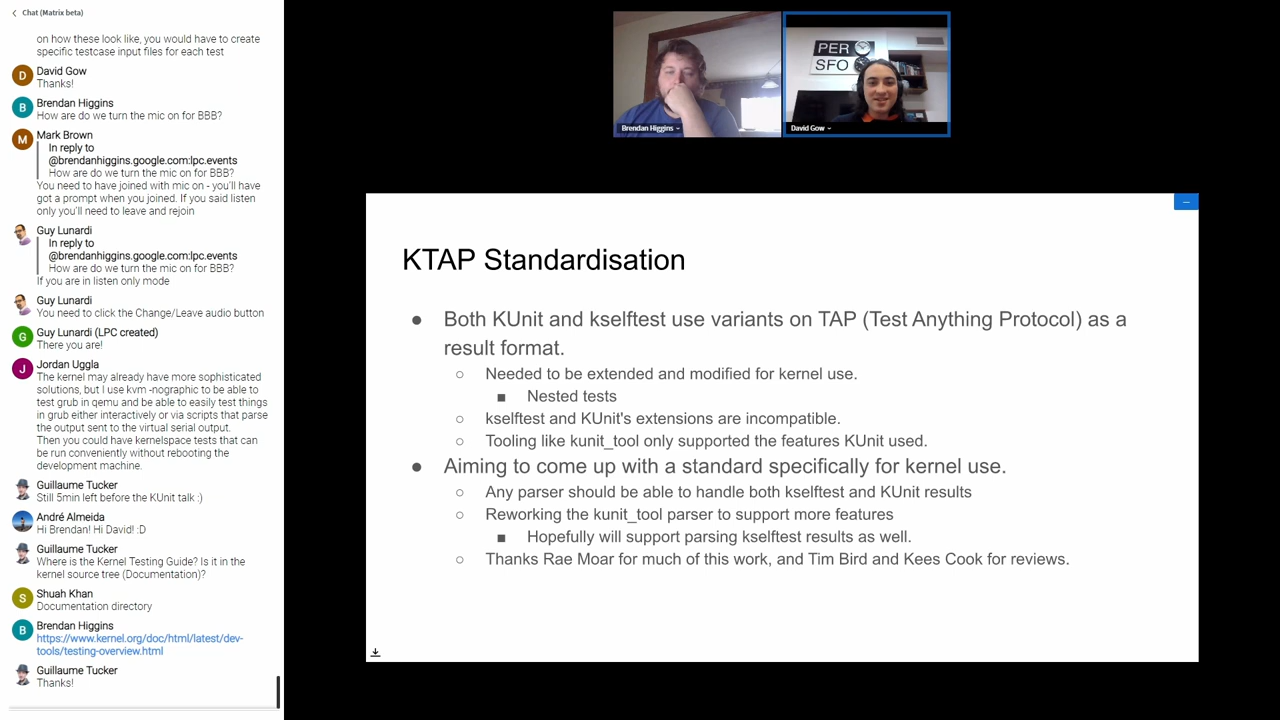 Chat (Matrix beta)
on how these look like, you would have to create
specific testcase input files for each test
D
David Gow
Thanks!
B
Brendan Higgins
How are do we turn the mic on for BBB?
M
Mark Brown
In reply to
@brendanhiggins.google.com:lpc.events
How are do we turn the mic on for BBB?
You need to have joined with mic on - you'll have
got a prompt when you joined. If you said listen
only you'll need to leave and rejoin
Guy Lunardi
In reply to
@brendanhiggins.google.com:lpc.events
How are do we turn the mic on for BBB?
If you are in listen only mode
Guy Lunardi
You need to click the Change/Leave audio button
G
Guy Lunardi (LPC created)
There you are!
J
Jordan Uggla
The kernel may already have more sophisticated
solutions, but I use kvm -nographic to be able to
test grub in qemu and be able to easily test things
in grub either interactively or via scripts that parse
the output sent to the virtual serial output.
Then you could have kernelspace tests that can
be run conveniently without rebooting the
development machine.
Guillaume Tucker
Still 5min left before the KUnit talk :)
André Almeida
Hi Brendan! Hi David! :D
Guillaume Tucker
Where is the Kernel Testing Guide? Is it in the
kernel source tree (Documentation)?
S
Shuah Khan
Documentation directory
B
Brendan Higgins
https://www.kernel.org/doc/html/latest/dev-
tools/testing-overview.html
Guillaume Tucker
Thanks!
Brendan Higgins
PER
SFO
David Gow
KTAP Standardisation
● Both KUnit and kselftest use variants on TAP (Test Anything Protocol) as a
result format.
○ Needed to be extended and modified for kernel use.
■ Nested tests
○ kselftest and KUnit's extensions are incompatible.
○ Tooling like kunit_tool only supported the features KUnit used.
● Aiming to come up with a standard specifically for kernel use.
○ Any parser should be able to handle both kselftest and KUnit results
○ Reworking the kunit_tool parser to support more features
■ Hopefully will support parsing kselftest results as well.
○ Thanks Rae Moar for much of this work, and Tim Bird and Kees Cook for reviews.